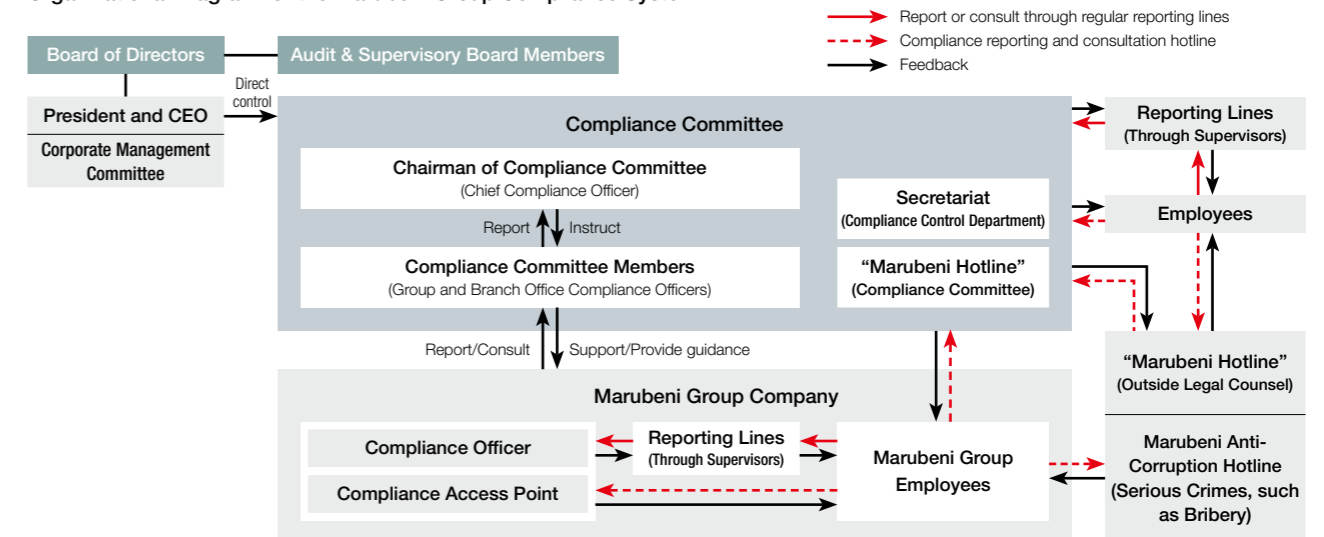 Report or consult through regular reporting lines
Compliance reporting and consultation hotline
Feedback
Board of Directors
Audit & Supervisory Board Members
Direct
control
President and CEO
Corporate Management
Committee
Compliance Committee
Chairman of Compliance Committee
(Chief Compliance Officer)
Report
Instruct
Compliance Committee Members
(Group and Branch Office Compliance Officers)
Secretariat
(Compliance Control Department)
“Marubeni Hotline”
(Compliance Committee)
Reporting Lines
(Through Supervisors)
Employees
Report/Consult
Support/Provide guidance
“Marubeni Hotline”
(Outside Legal Counsel)
Marubeni Anti-
Corruption Hotline
(Serious Crimes, such
as Bribery)
Marubeni Group Company
Compliance Officer
Compliance Access Point
Reporting Lines
(Through Supervisors)
Marubeni Group
Employees